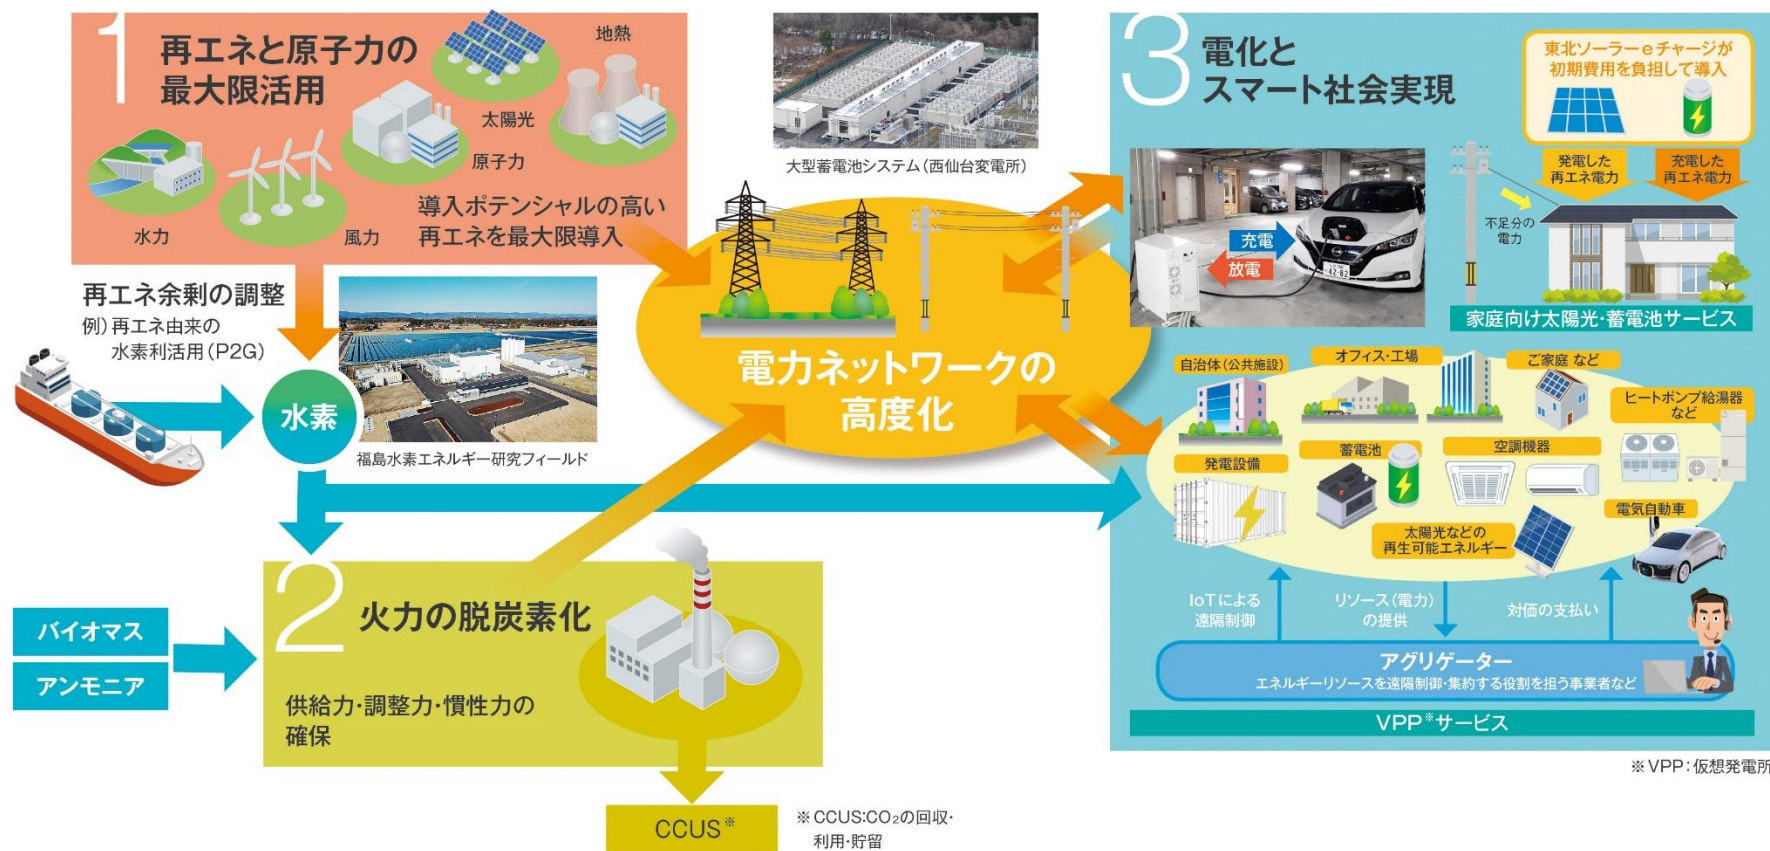 1 再エネと原子力の
最大限活用
地熱
太陽光
原子力
水力
風力
導入ポテンシャルの高い
再エネを最大限導入
再エネ余剰の調整
例)再エネ由来の
水素利活用(P2G)
水素
福島水素エネルギー研究フィールド
大型蓄電池システム(西仙台変電所)
電力ネットワークの
高度化
2 火力の脱炭素化
供給力・調整力・慣性力の
確保
バイオマス
アンモニア
CCUS※
※CCUS:CO₂の回収・
利用・貯留
3 電化と
スマート社会実現
東北ソーラーeチャージが
初期費用を負担して導入
発電した
再エネ電力
充電した
再エネ電力
不足分の
電力
充電
放電
42-82
家庭向け太陽光・蓄電池サービス
自治体(公共施設)
オフィス・工場
ご家庭 など
ヒートポンプ給湯器
など
発電設備
蓄電池
空調機器
太陽光などの
再生可能エネルギー
電気自動車
IoTによる
遠隔制御
リソース(電力)
の提供
対価の支払い
アグリゲーター
エネルギーリソースを遠隔制御・集約する役割を担う事業者など
VPP※サービス
※VPP:仮想発電所